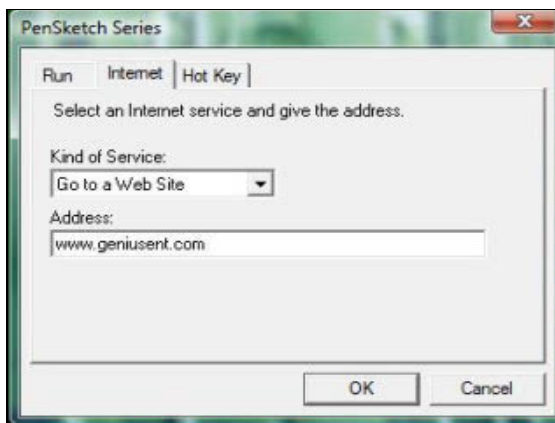 PenSketch Series
Run Internet Hot Key
Select an Internet service and give the address.
Kind of Service:
Go to a Web Site
Address:
www.geniusent.com
OK Cancel